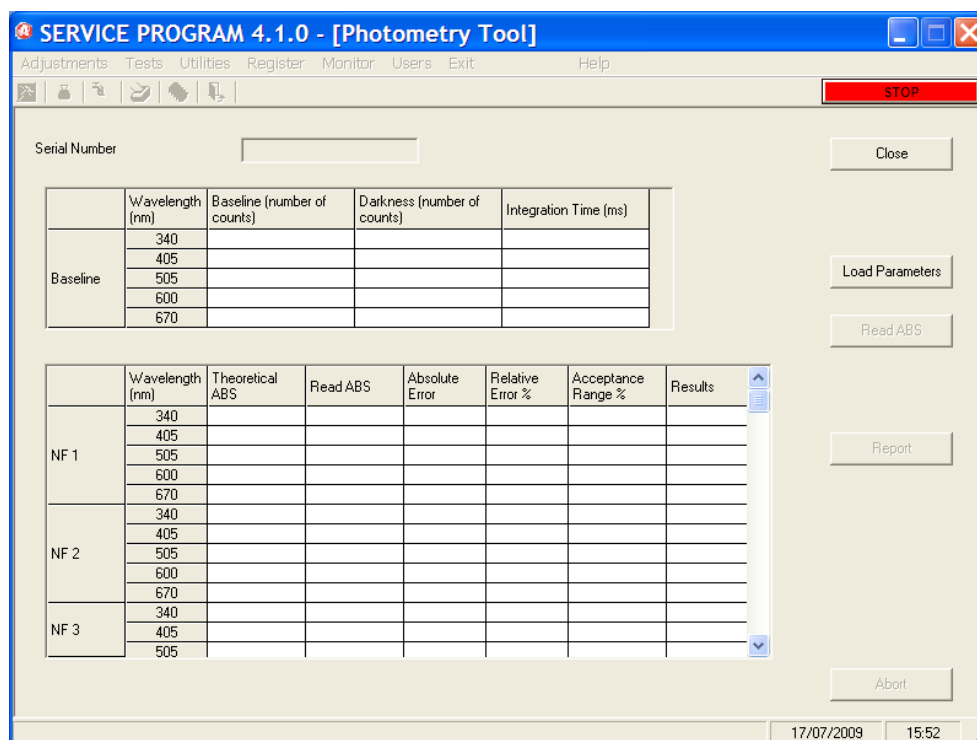 SERVICE PROGRAM 4.1.0 - [Photometry Tool]
Adjustments Tests Utilities Register Monitor Users Exit Help
STOP
Serial Number
Close
Wavelength (nm) Baseline (number of counts) Darkness (number of counts) Integration Time (ms)
Baseline
340
405
505
600
670
Load Parameters
Read ABS
Wavelength (nm) Theoretical ABS Read ABS Absolute Error Relative Error % Acceptance Range % Results
NF 1
340
405
505
600
670
Report
NF 2
340
405
505
600
670
NF 3
340
405
505
Abort
17/07/2009 15:52